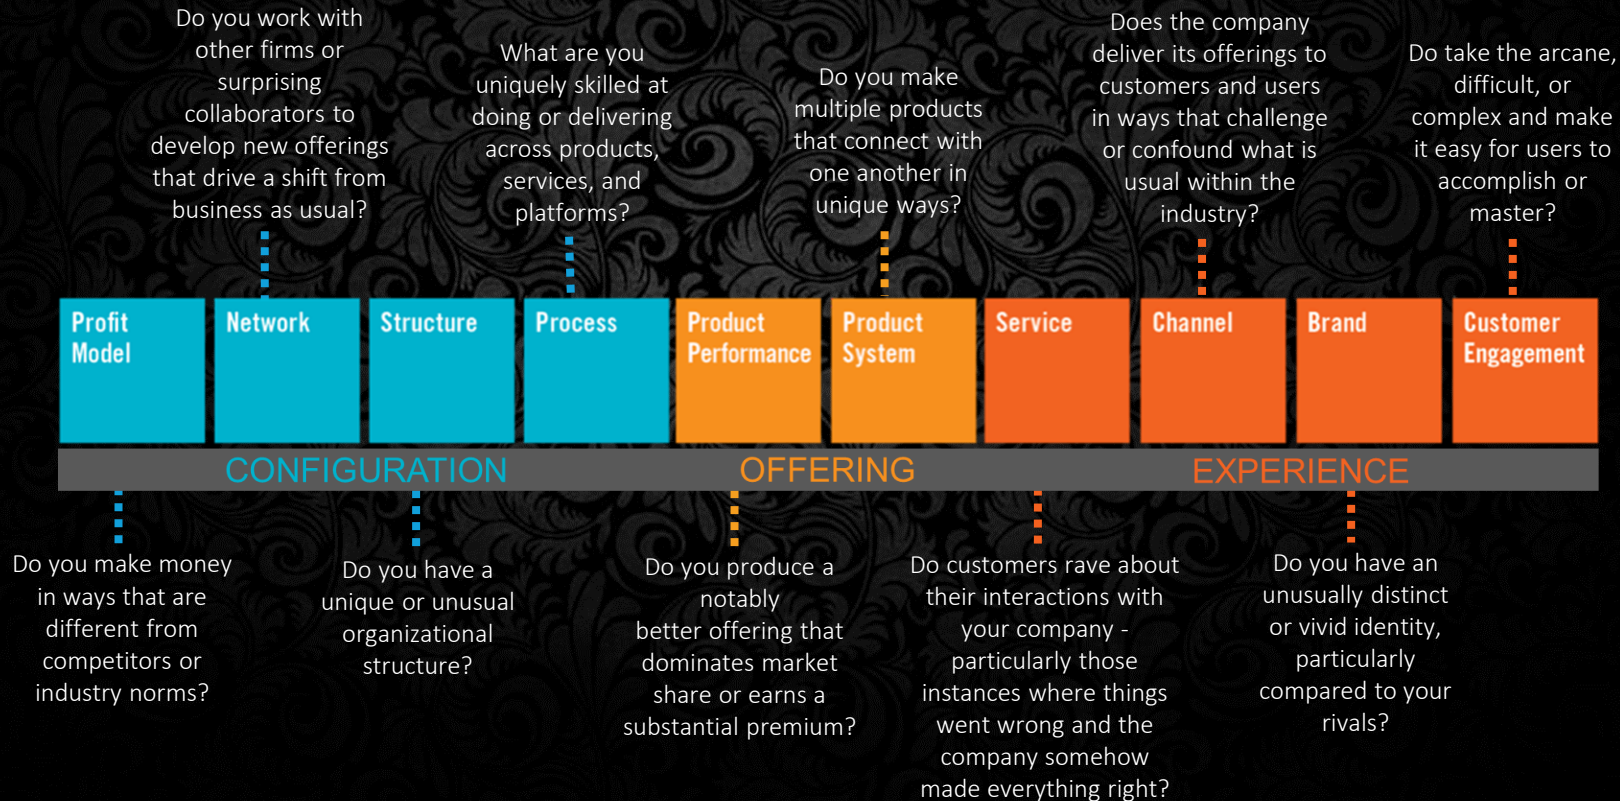 Do you work with
other firms or
surprising
collaborators to
develop new offerings
that drive a shift from
business as usual?
What are you
uniquely skilled at
doing or delivering
across products,
services, and
platforms?
Do you make
multiple products
that connect with
one another in
unique ways?
Does the company
deliver its offerings to
customers and users
in ways that challenge
or confound what is
usual within the
industry?
Do take the arcane,
difficult, or
complex and make
it easy for users to
accomplish or
master?
Profit
Model
Network
Structure
Process
Product
Performance
Product
System
Service
Channel
Brand
Customer
Engagement
CONFIGURATION
OFFERING
EXPERIENCE
Do you make money
in ways that are
different from
competitors or
industry norms?
Do you have a
unique or unusual
organizational
structure?
Do you produce a
notably
better offering that
dominates market
share or earns a
substantial premium?
Do customers rave about
their interactions with
your company -
particularly those
instances where things
went wrong and the
company somehow
made everything right?
Do you have an
unusually distinct
or vivid identity,
particularly
compared to your
rivals?